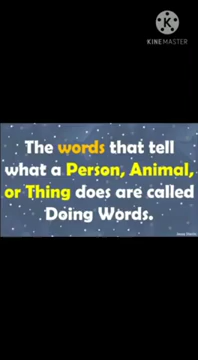 K
KINEMASTER
The words that tell
what a Person, Animal,
or Thing does are called
Doing Words.